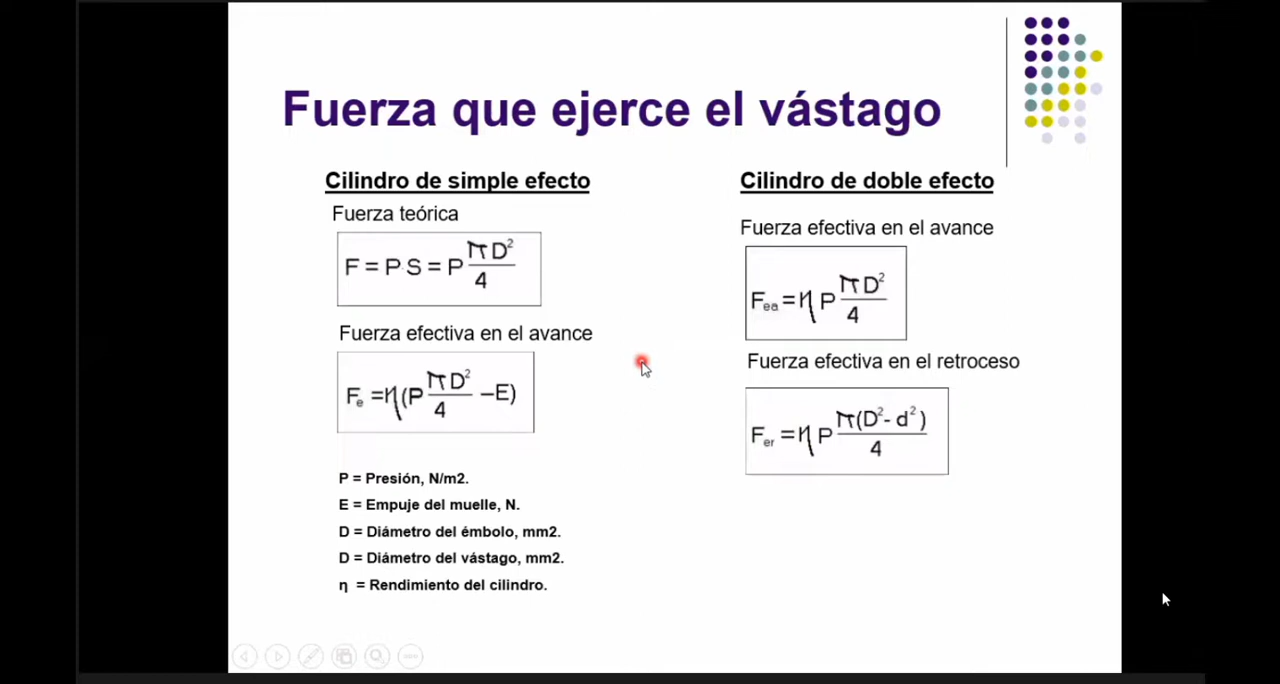 Fuerza que ejerce el vástago
Cilindro de simple efecto
Fuerza teórica
F = P·S = P πD²/4
Fuerza efectiva en el avance
Fe = η(P πD²/4 – E)
P = Presión, N/m2.
E = Empuje del muelle, N.
D = Diámetro del émbolo, mm2.
D = Diámetro del vástago, mm2.
η = Rendimiento del cilindro.
Cilindro de doble efecto
Fuerza efectiva en el avance
Fea = η P πD²/4
Fuerza efectiva en el retroceso
Fer = η P π(D²- d²)/4